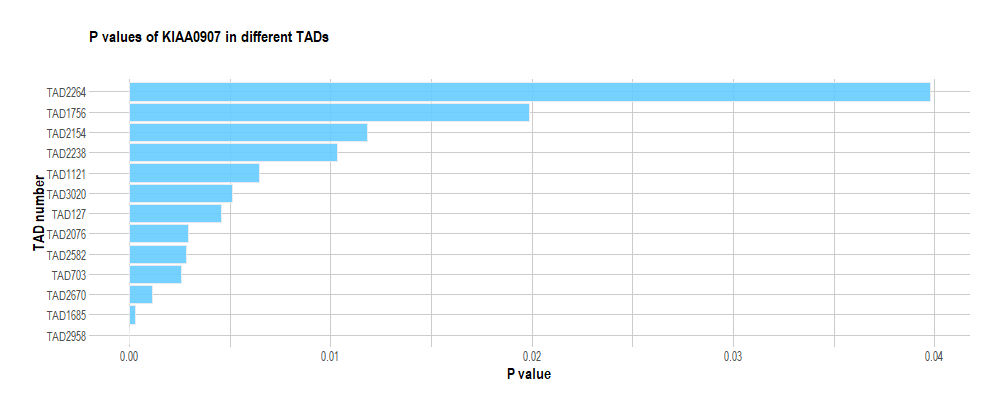 P values of KIAA0907 in different TADs
TAD number
TAD2264
TAD1756
TAD2154
TAD2238
TAD1121
TAD3020
TAD127
TAD2076
TAD2582
TAD703
TAD2670
TAD1685
TAD2958
0.00 0.01 0.02 0.03 0.04
P value